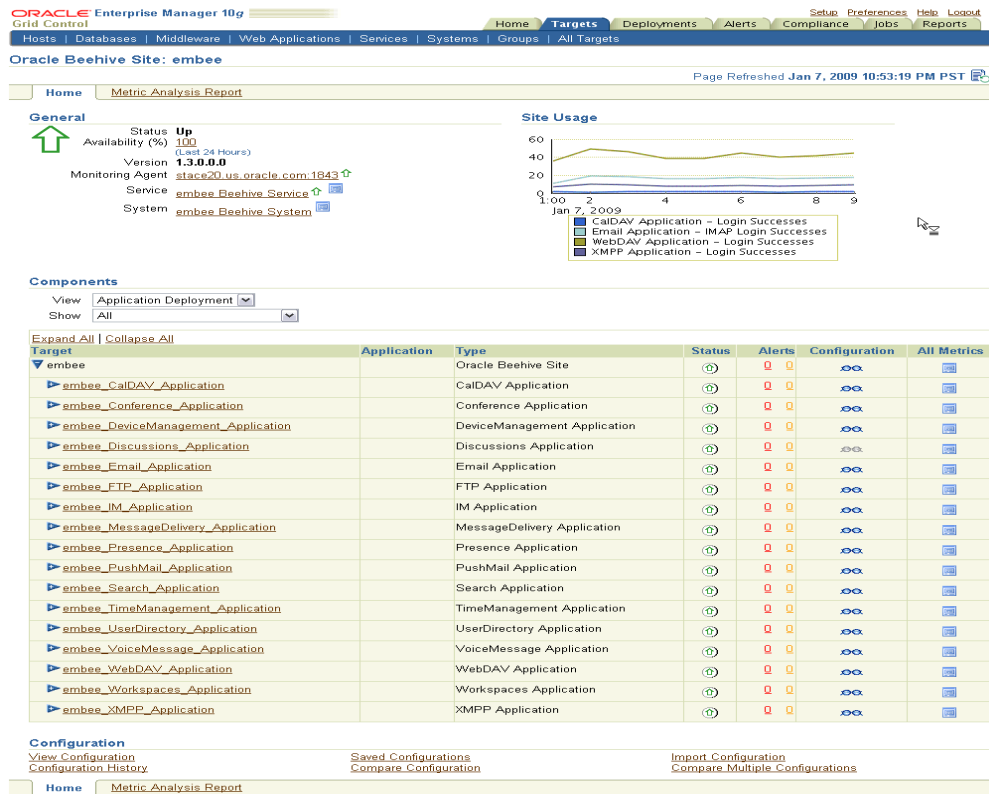 ORACLE Enterprise Manager 10g
Grid Control
Setup Preferences Help Logout
Home Targets Deployments Alerts Compliance Jobs Reports
Hosts | Databases | Middleware | Web Applications | Services | Systems | Groups | All Targets
Oracle Beehive Site: embee
Page Refreshed Jan 7, 2009 10:53:19 PM PST
Home Metric Analysis Report
General
Status Up
Availability (%) 100
(Last 24 Hours)
Version 1.3.0.0.0
Monitoring Agent stace20.us.oracle.com:1843
Service embee Beehive Service
System embee Beehive System
Site Usage
60
40
20
0
1:00 2 4 6 8 9
Jan 7, 2009
CalDAV Application – Login Successes
Email Application – IMAP Login Successes
WebDAV Application – Login Successes
XMPP Application – Login Successes
Components
View Application Deployment
Show All
Expand All | Collapse All
Target Application Type Status Alerts Configuration All Metrics
embee Oracle Beehive Site 0 0
embee_CalDAV_Application CalDAV Application 0 0
embee_Conference_Application Conference Application 0 0
embee_DeviceManagement_Application DeviceManagement Application 0 0
embee_Discussions_Application Discussions Application 0 0
embee_Email_Application Email Application 0 0
embee_FTP_Application FTP Application 0 0
embee_IM_Application IM Application 0 0
embee_MessageDelivery_Application MessageDelivery Application 0 0
embee_Presence_Application Presence Application 0 0
embee_PushMail_Application PushMail Application 0 0
embee_Search_Application Search Application 0 0
embee_TimeManagement_Application TimeManagement Application 0 0
embee_UserDirectory_Application UserDirectory Application 0 0
embee_VoiceMessage_Application VoiceMessage Application 0 0
embee_WebDAV_Application WebDAV Application 0 0
embee_Workspaces_Application Workspaces Application 0 0
embee_XMPP_Application XMPP Application 0 0
Configuration
View Configuration Saved Configurations Import Configuration
Configuration History Compare Configuration Compare Multiple Configurations
Home Metric Analysis Report